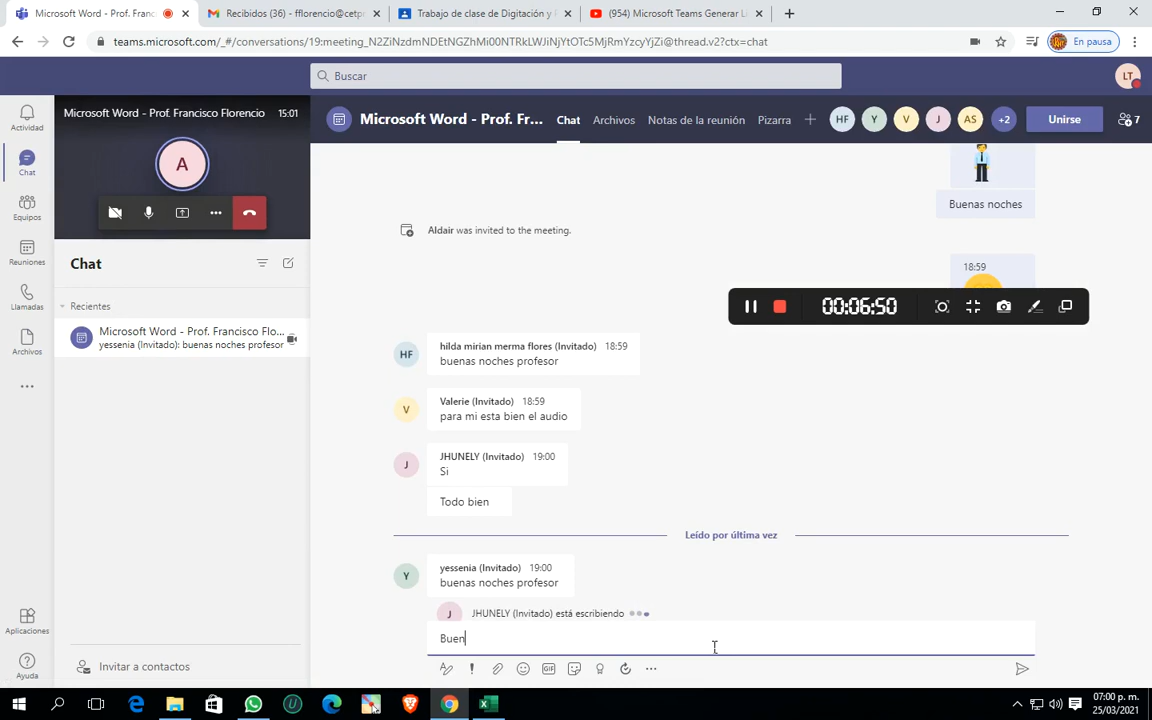 Microsoft Word - Prof. Franc
Recibidos (36) - fflorencio@cetpr
Trabajo de clase de Digitación y
(954) Microsoft Teams Generar Li
teams.microsoft.com/_#/conversations/19:meeting_N2ZiNzdmNDEtNGZhMi00NTRkLWJiNjYtOTc5MjRmYzcyYjZi@thread.v2?ctx=chat
En pausa
Buscar
LT
Microsoft Word - Prof. Francisco Florencio
15:01
A
Microsoft Word - Prof. Fr...
Chat
Archivos
Notas de la reunión
Pizarra
HF
Y
V
J
AS
+2
Unirse
7
Actividad
Chat
Equipos
Reuniones
Llamadas
Archivos
Aplicaciones
Ayuda
Chat
Recientes
Microsoft Word - Prof. Francisco Flo...
yessenia (Invitado): buenas noches profesor
Invitar a contactos
Buenas noches
Aldair was invited to the meeting.
18:59
00:06:50
HF
hilda mirian merma flores (Invitado) 18:59
buenas noches profesor
V
Valerie (Invitado) 18:59
para mi esta bien el audio
J
JHUNELY (Invitado) 19:00
Si
Todo bien
Leído por última vez
Y
yessenia (Invitado) 19:00
buenas noches profesor
J
JHUNELY (Invitado) está escribiendo
Buen
GIF
07:00 p. m.
25/03/2021